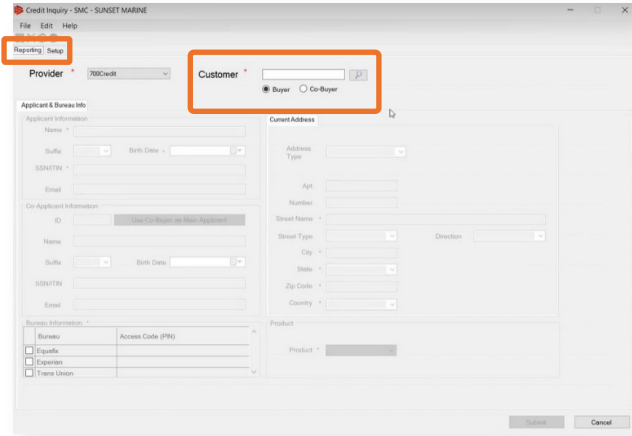 Credit Inquiry - SMC - SUNSET MARINE
File Edit Help
Reporting Setup
Provider * 700Credit
Customer *
Buyer Co-Buyer
Applicant & Bureau Info
Applicant Information
Name *
Suffix Birth Date *
SSN/ITIN *
Email
Co-Applicant Information
ID Use Co-Buyer as Main Applicant
Name
Suffix Birth Date
SSN/ITIN
Email
Bureau Information *
Bureau Access Code (PIN)
Equifax
Experian
Trans Union
Current Address
Address Type
Apt
Number
Street Name *
Street Type Direction
City *
State *
Zip Code *
Country *
Product
Product *
Submit Cancel